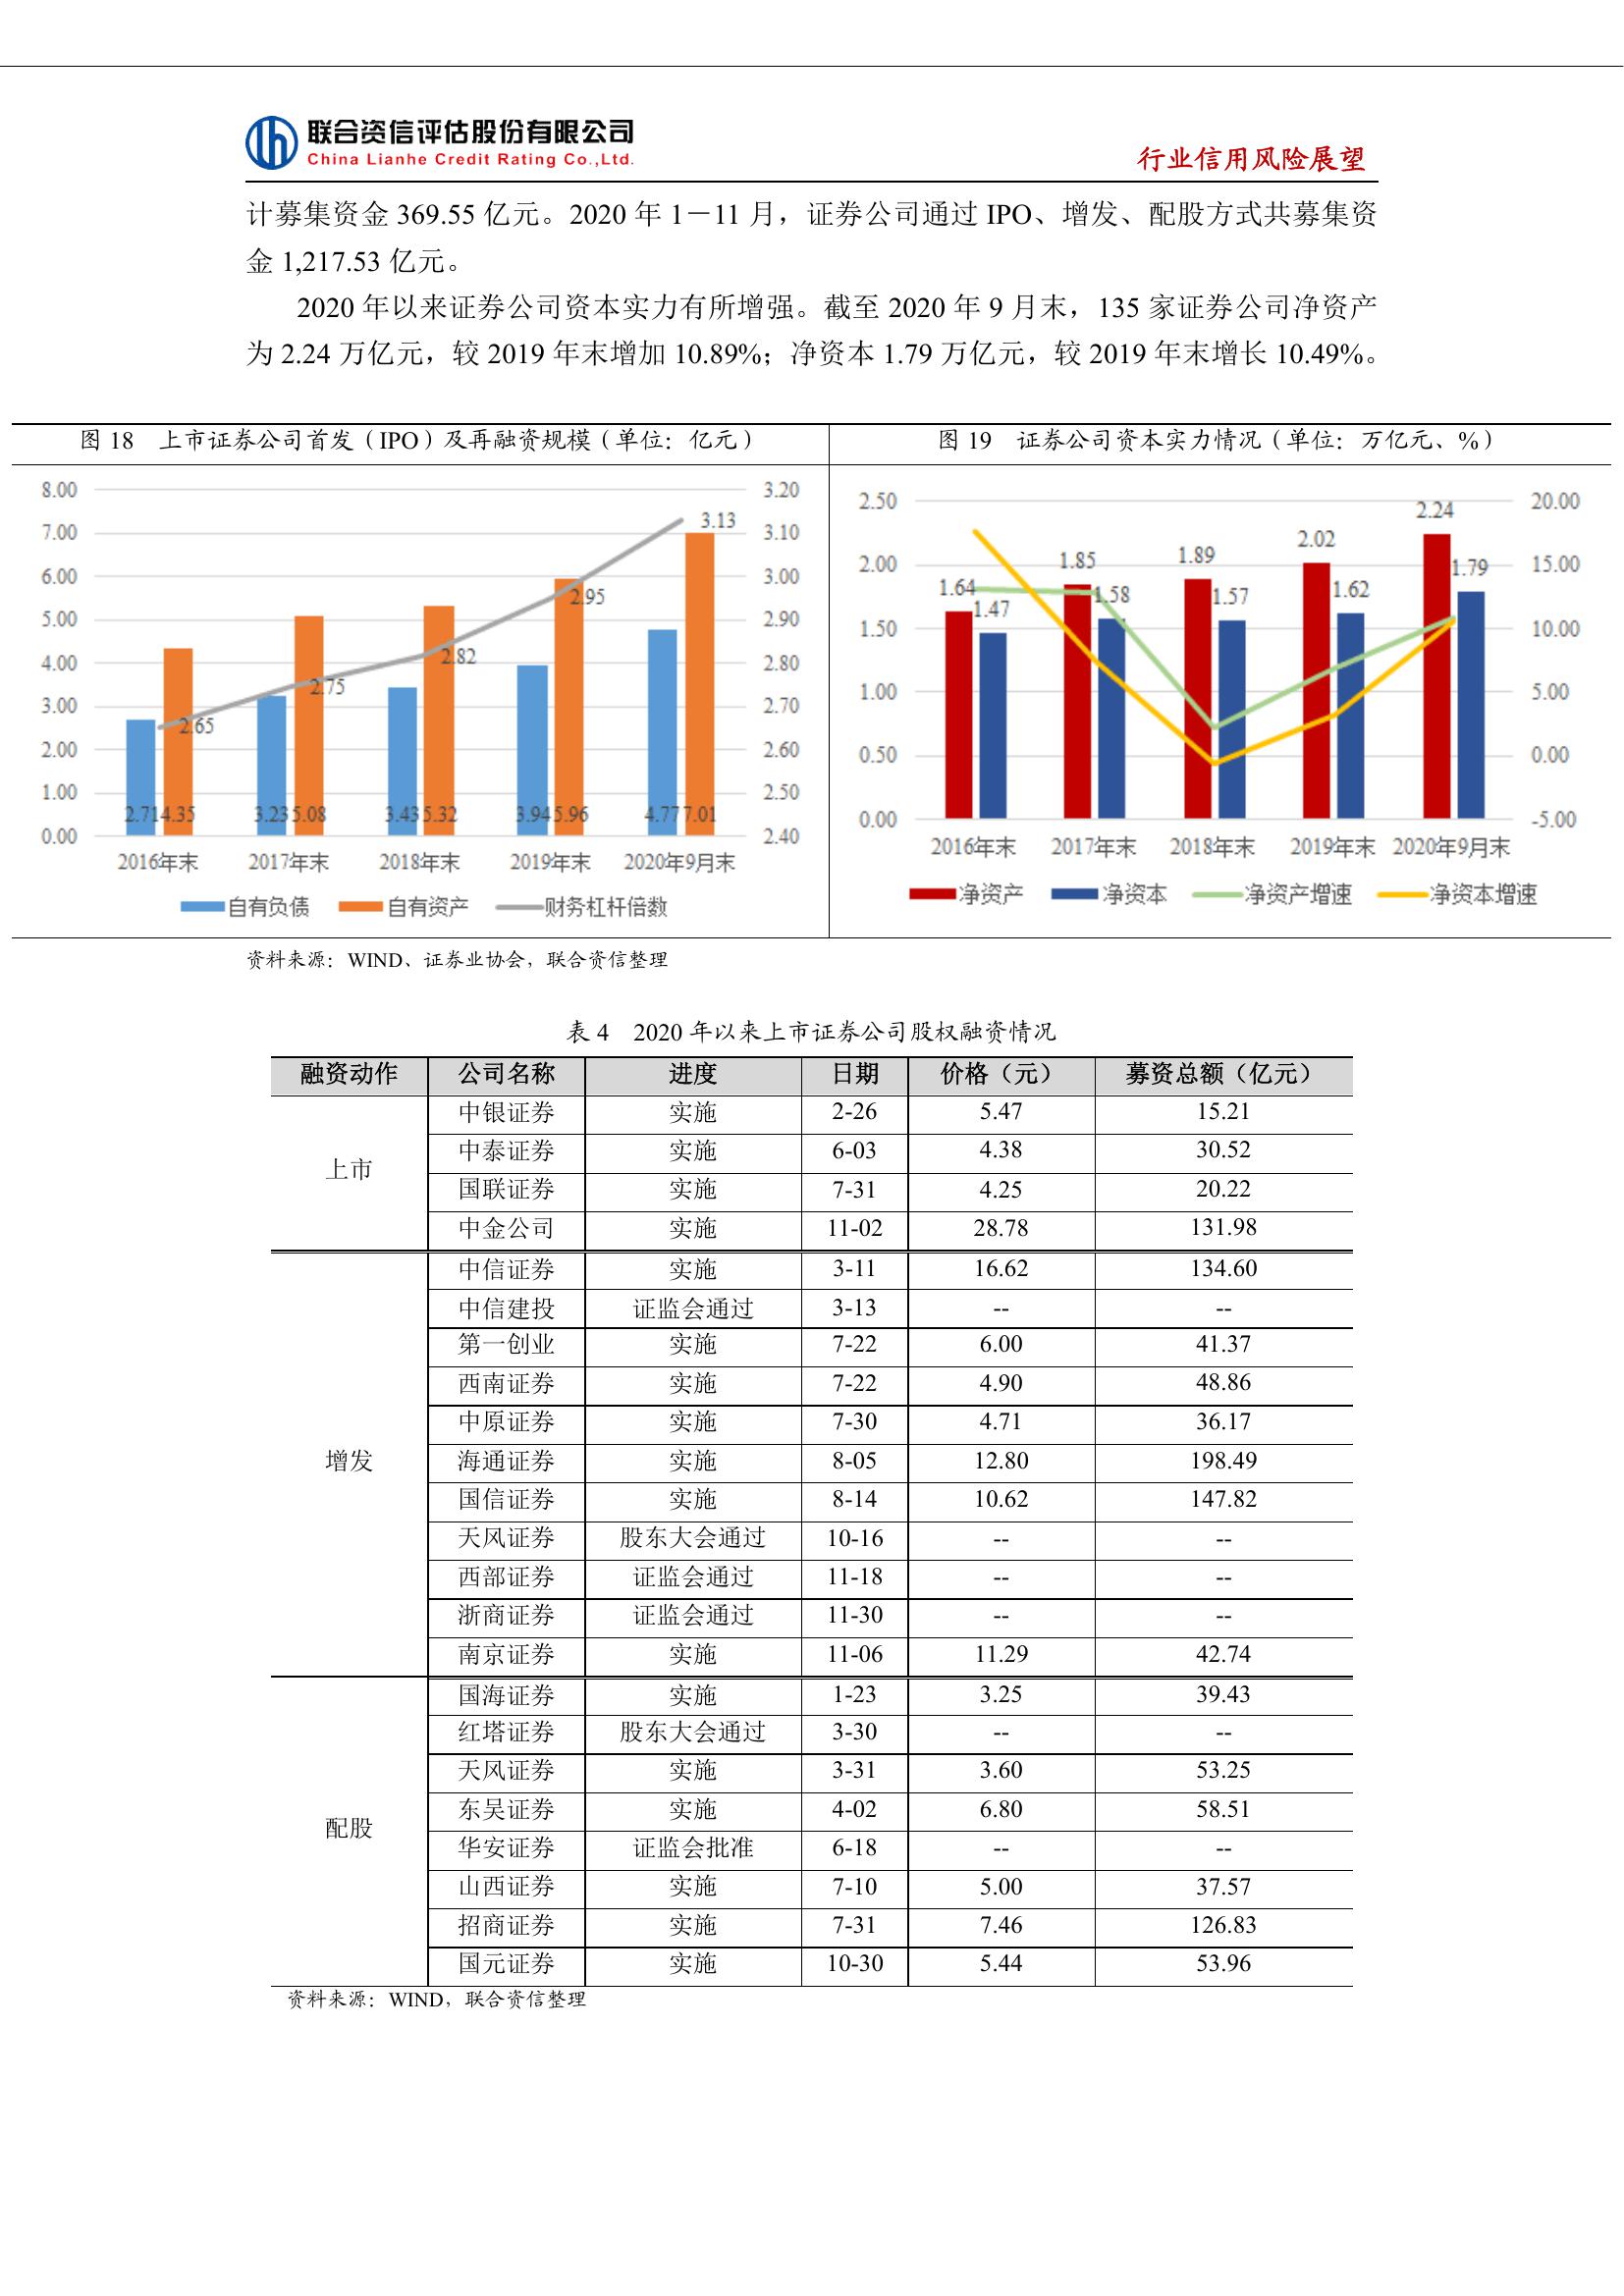 联合资信评估股份有限公司
China Lianhe Credit Rating Co.,Ltd.
行业信用风险展望
计募集资金 369.55 亿元。2020 年 1－11 月，证券公司通过 IPO、增发、配股方式共募集资
金 1,217.53 亿元。
2020 年以来证券公司资本实力有所增强。截至 2020 年 9 月末，135 家证券公司净资产
为 2.24 万亿元，较 2019 年末增加 10.89%；净资本 1.79 万亿元，较 2019 年末增长 10.49%。
图 18 上市证券公司首发（IPO）及再融资规模（单位：亿元）
8.00
7.00
6.00
5.00
4.00
3.00
2.00
1.00
0.00
3.20
3.10
3.00
2.90
2.80
2.70
2.60
2.50
2.40
2.65
2.75
2.82
2.95
3.13
2.71 4.35 3.23 5.08 3.43 5.32 3.94 5.96 4.77 7.01
2016年末 2017年末 2018年末 2019年末 2020年9月末
自有负债 自有资产 财务杠杆倍数
图 19 证券公司资本实力情况（单位：万亿元、%）
2.50
2.00
1.50
1.00
0.50
0.00
20.00
15.00
10.00
5.00
0.00
-5.00
1.64 1.85 1.89 2.02 2.24
1.47 1.58 1.57 1.62 1.79
2016年末 2017年末 2018年末 2019年末 2020年9月末
净资产 净资本 净资产增速 净资本增速
资料来源：WIND、证券业协会，联合资信整理
表 4 2020 年以来上市证券公司股权融资情况
融资动作 公司名称 进度 日期 价格（元） 募资总额（亿元）
上市
中银证券 实施 2-26 5.47 15.21
中泰证券 实施 6-03 4.38 30.52
国联证券 实施 7-31 4.25 20.22
中金公司 实施 11-02 28.78 131.98
增发
中信证券 实施 3-11 16.62 134.60
中信建投 证监会通过 3-13 -- --
第一创业 实施 7-22 6.00 41.37
西南证券 实施 7-22 4.90 48.86
中原证券 实施 7-30 4.71 36.17
海通证券 实施 8-05 12.80 198.49
国信证券 实施 8-14 10.62 147.82
天风证券 股东大会通过 10-16 -- --
西部证券 证监会通过 11-18 -- --
浙商证券 证监会通过 11-30 -- --
南京证券 实施 11-06 11.29 42.74
配股
国海证券 实施 1-23 3.25 39.43
红塔证券 股东大会通过 3-30 -- --
天风证券 实施 3-31 3.60 53.25
东吴证券 实施 4-02 6.80 58.51
华安证券 证监会批准 6-18 -- --
山西证券 实施 7-10 5.00 37.57
招商证券 实施 7-31 7.46 126.83
国元证券 实施 10-30 5.44 53.96
资料来源：WIND，联合资信整理